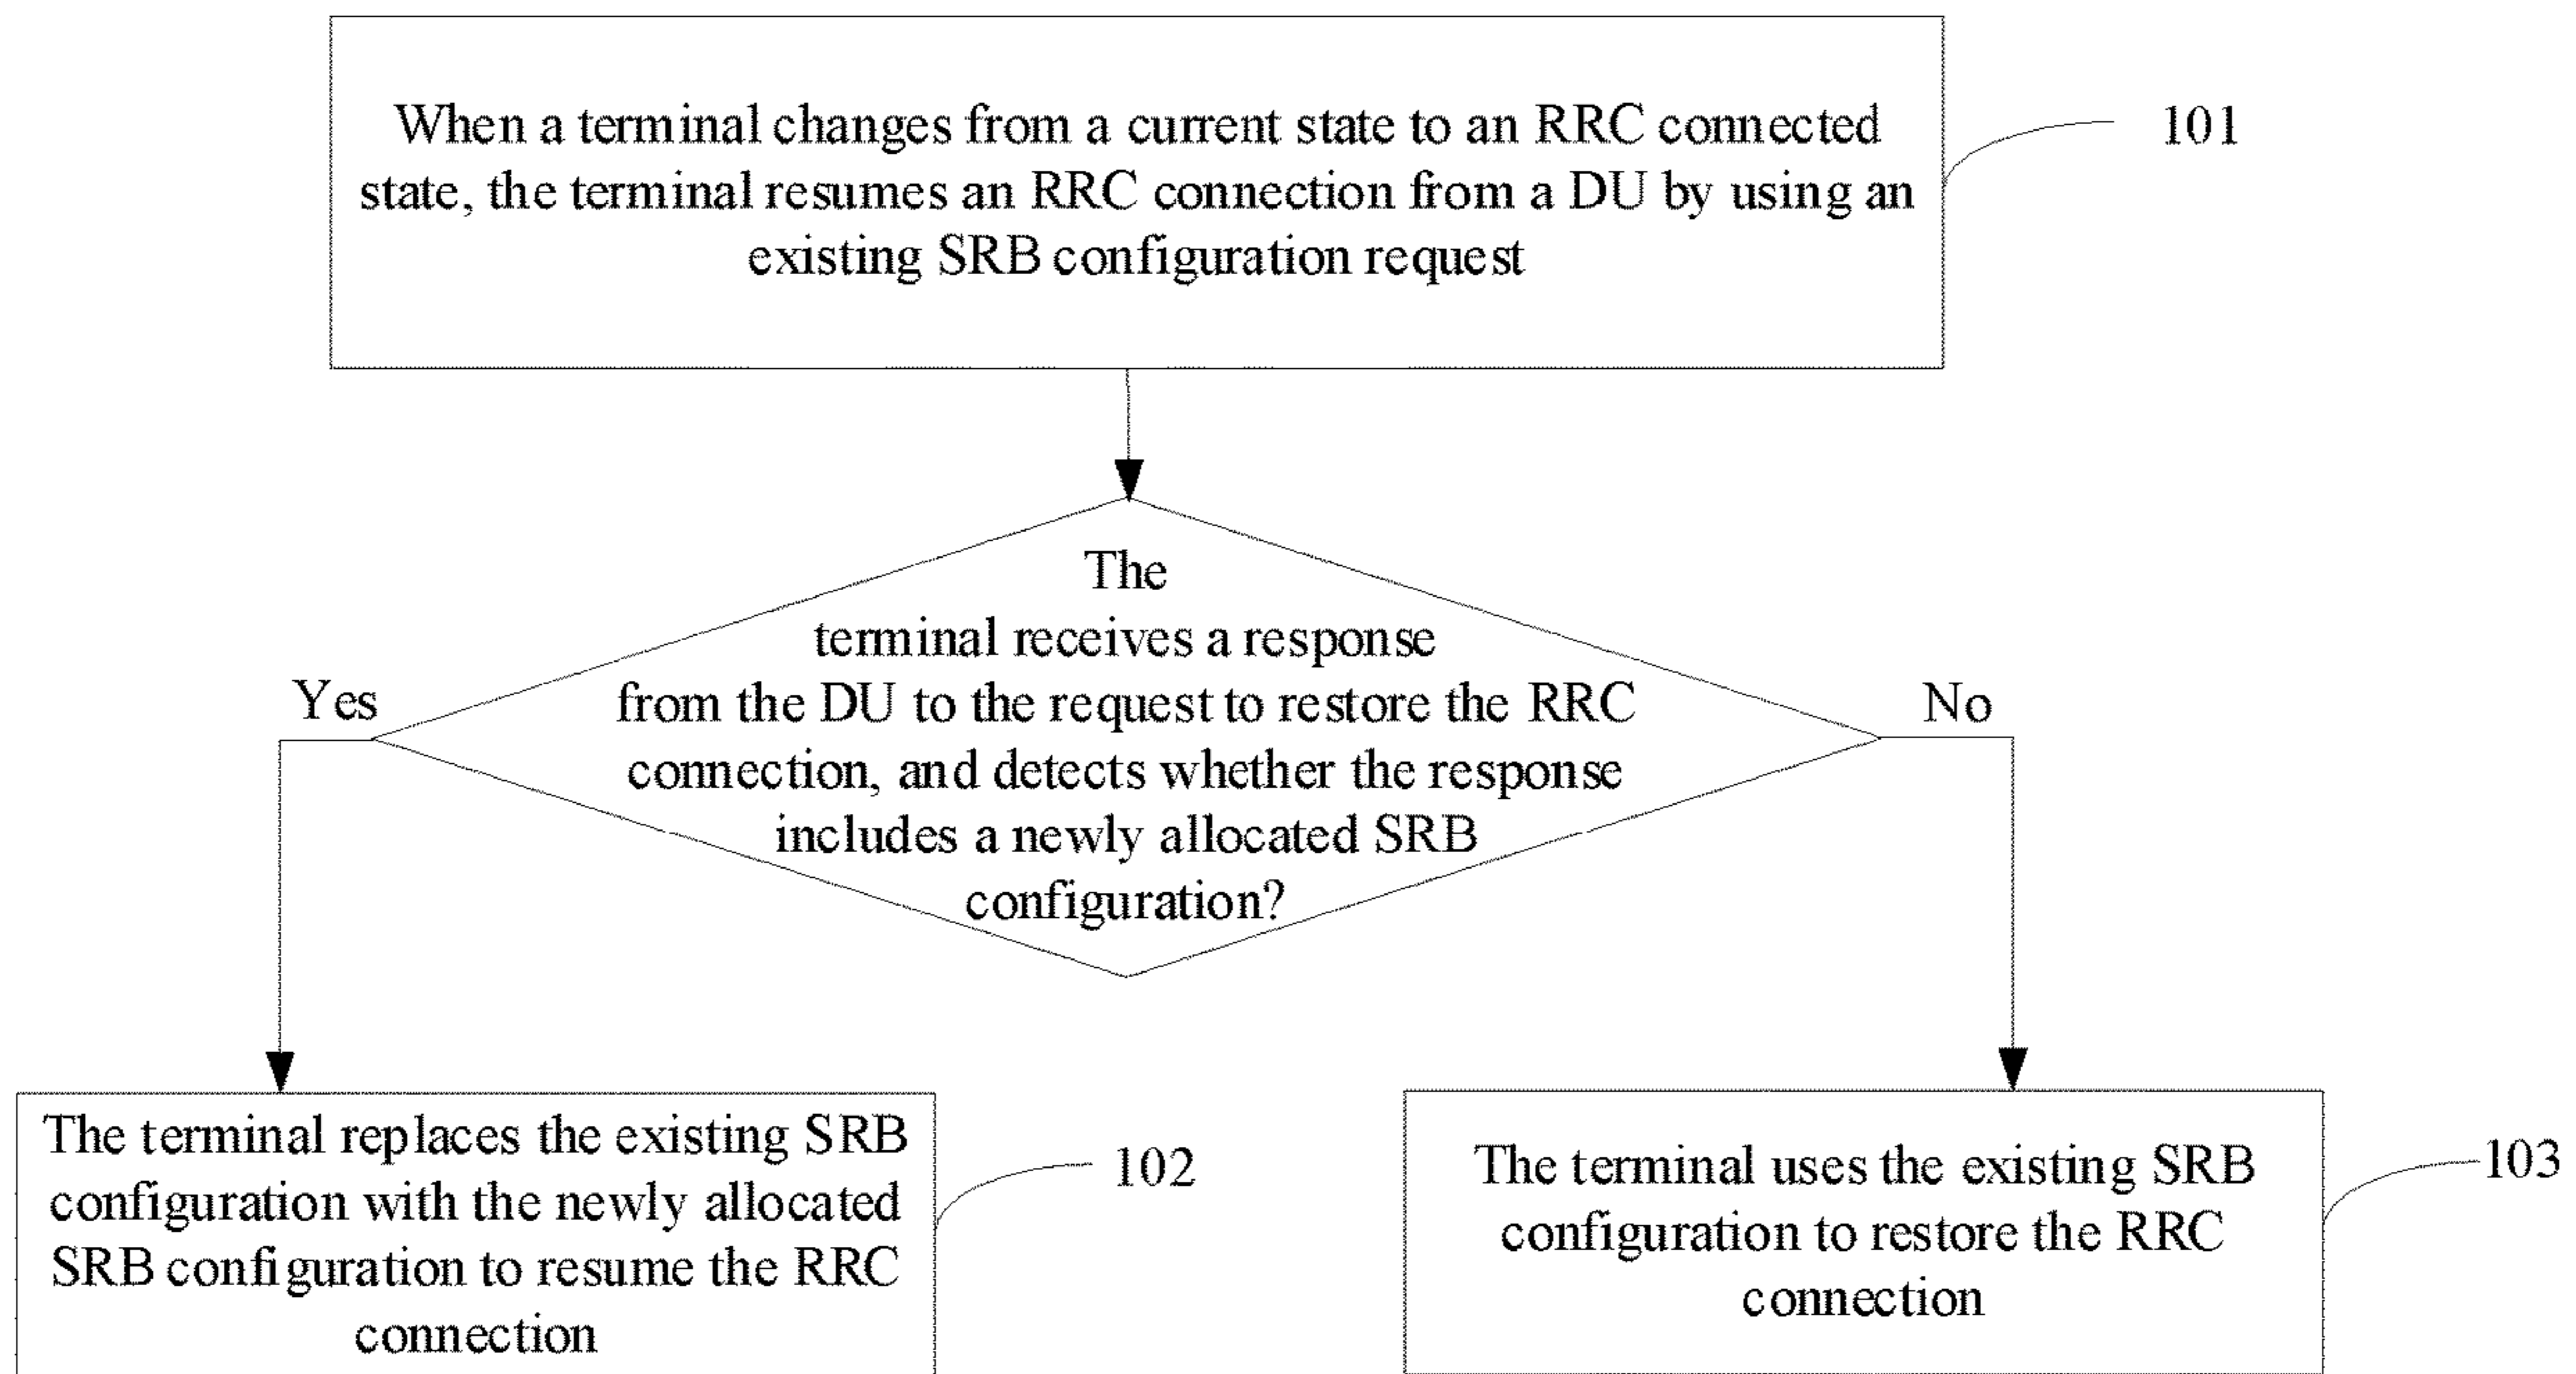 When a terminal changes from a current state to an RRC connected
state, the terminal resumes an RRC connection from a DU by using an
existing SRB configuration request
101
The
terminal receives a response
from the DU to the request to restore the RRC
connection, and detects whether the response
includes a newly allocated SRB
configuration?
Yes
No
The terminal replaces the existing SRB
configuration with the newly allocated
SRB configuration to resume the RRC
connection
102
The terminal uses the existing SRB
configuration to restore the RRC
connection
103